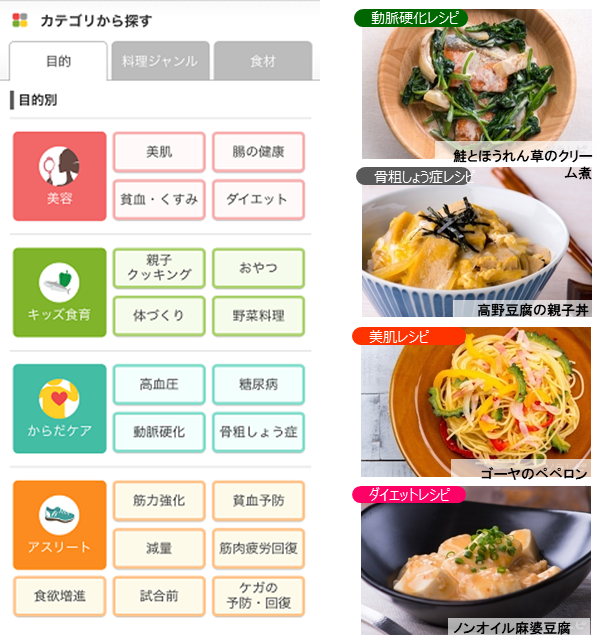 カテゴリから探す
目的
料理ジャンル
食材
目的別
美容
美肌
腸の健康
貧血・くすみ
ダイエット
キッズ食育
親子
クッキング
おやつ
体づくり
野菜料理
からだケア
高血圧
糖尿病
動脈硬化
骨粗しょう症
アスリート
筋力強化
貧血予防
減量
筋肉疲労回復
食欲増進
試合前
ケガの
予防・回復
動脈硬化レシピ
鮭とほうれん草のクリー
ム煮
骨粗しょう症レシピ
高野豆腐の親子丼
美肌レシピ
ゴーヤのペペロン
ダイエットレシピ
ノンオイル麻婆豆腐